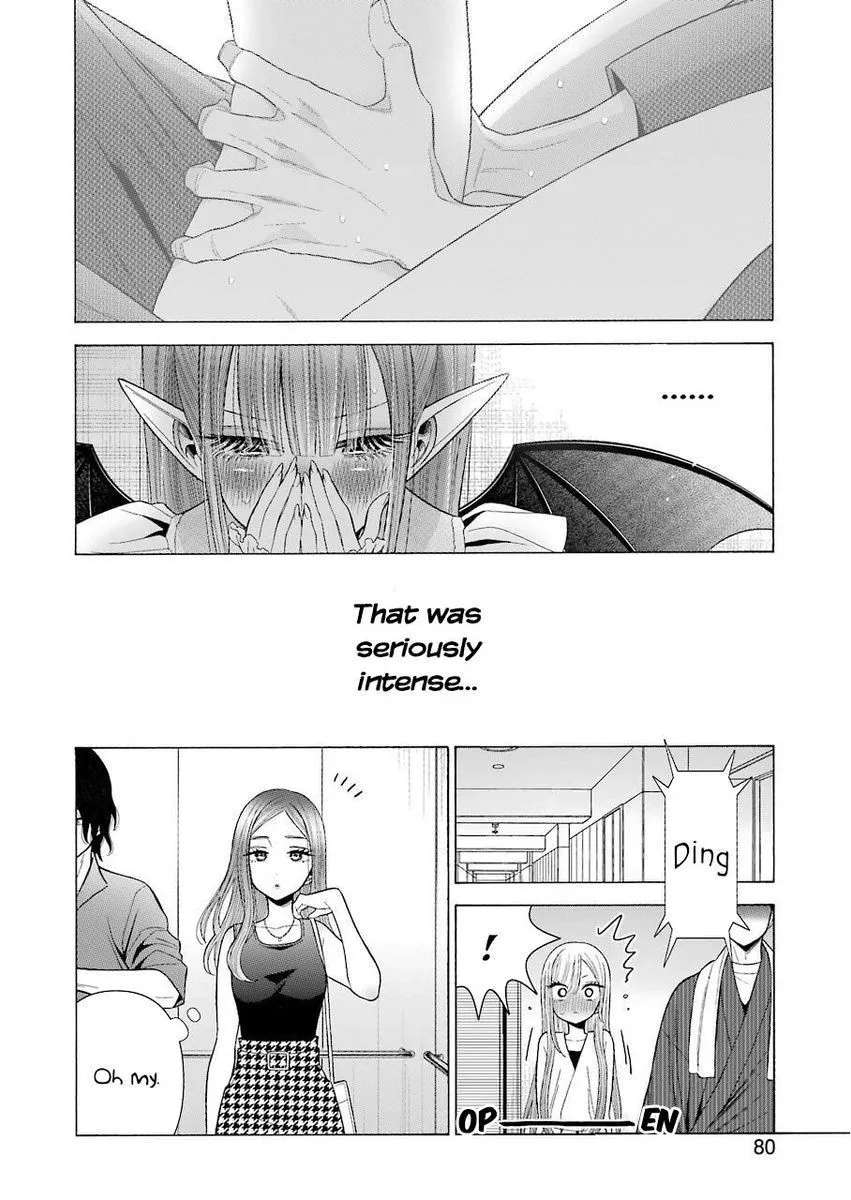 ......
That was
seriously
intense...
Ding
!
OP EN
Oh my.
80